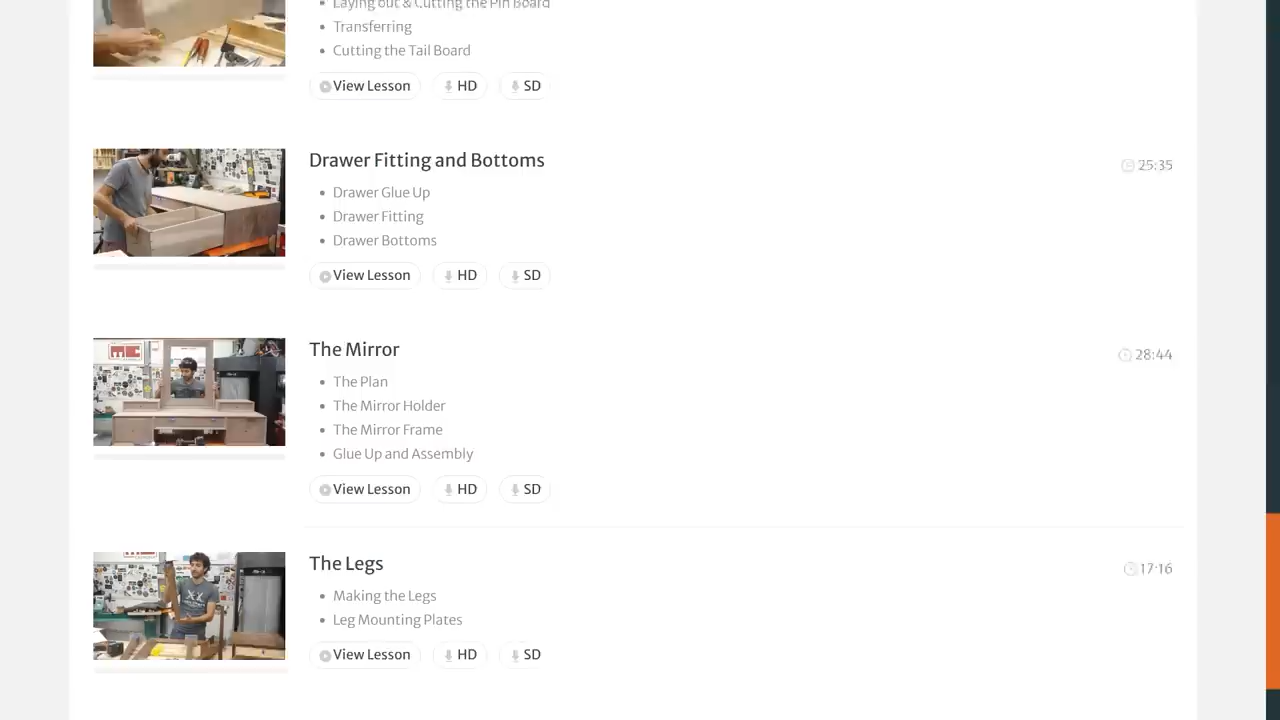 Laying out & Cutting the Pin Board
Transferring
Cutting the Tail Board
View Lesson HD SD
Drawer Fitting and Bottoms 25:35
Drawer Glue Up
Drawer Fitting
Drawer Bottoms
View Lesson HD SD
The Mirror 28:44
The Plan
The Mirror Holder
The Mirror Frame
Glue Up and Assembly
View Lesson HD SD
The Legs 17:16
Making the Legs
Leg Mounting Plates
View Lesson HD SD